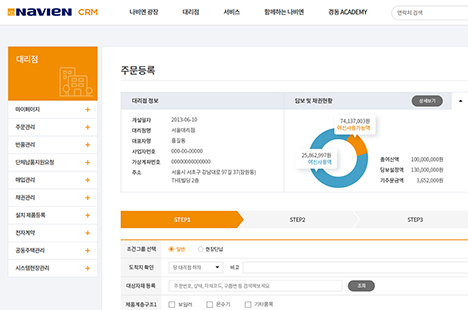 NAVIEN CRM
나비엔 광장 대리점 서비스 함께하는 나비엔 경동 ACADEMY 연락처 검색
대리점
마이페이지 +
주문관리 +
반품관리 +
단체납품지원요청 +
매입관리 +
채권관리 +
설치 제품등록 +
전자계약 +
공동주택관리 +
시스템현장관리 +
주문등록
대리점 정보
개설일자 2013-06-10
대리점명 서울대리점
대표자명 홍길동
사업자번호 000-00-00000
가상계좌번호 00000000000000
주소 서울시 서초구 강남대로 97길 37(잠원동)
THE빌딩 2층
담보 및 채권현황 상세보기
74,137,003원
여신사용가능액
25,862,997원
여신사용액
총여신액 100,000,000원
담보설정액 130,000,000원
기주문금액 3,652,000원
STEP1 STEP2 STEP3
조건그룹 선택 일반 현장단납
도착지 확인 당 대리점 하차 비고
대상자재 등록 조회
제품계층구조1 보일러 온수기 기타품목